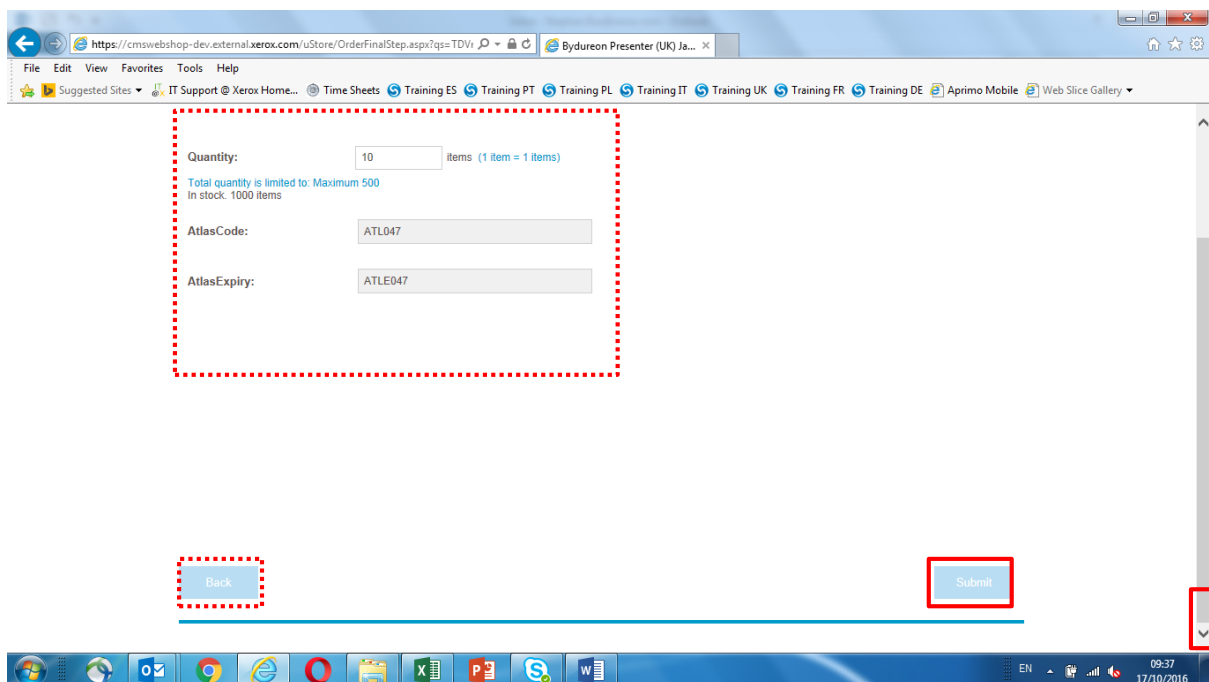 https://cmswebshop-dev.external.xerox.com/uStore/OrderFinalStep.aspx?qs=TDVr
Bydureon Presenter (UK) Ja...
File Edit View Favorites Tools Help
Suggested Sites IT Support @ Xerox Home... Time Sheets Training ES Training PT Training PL Training IT Training UK Training FR Training DE Aprimo Mobile Web Slice Gallery
Quantity: 10 items (1 item = 1 items)
Total quantity is limited to: Maximum 500
In stock. 1000 items
AtlasCode: ATL047
AtlasExpiry: ATLE047
Back Submit
EN 09:37
17/10/2016